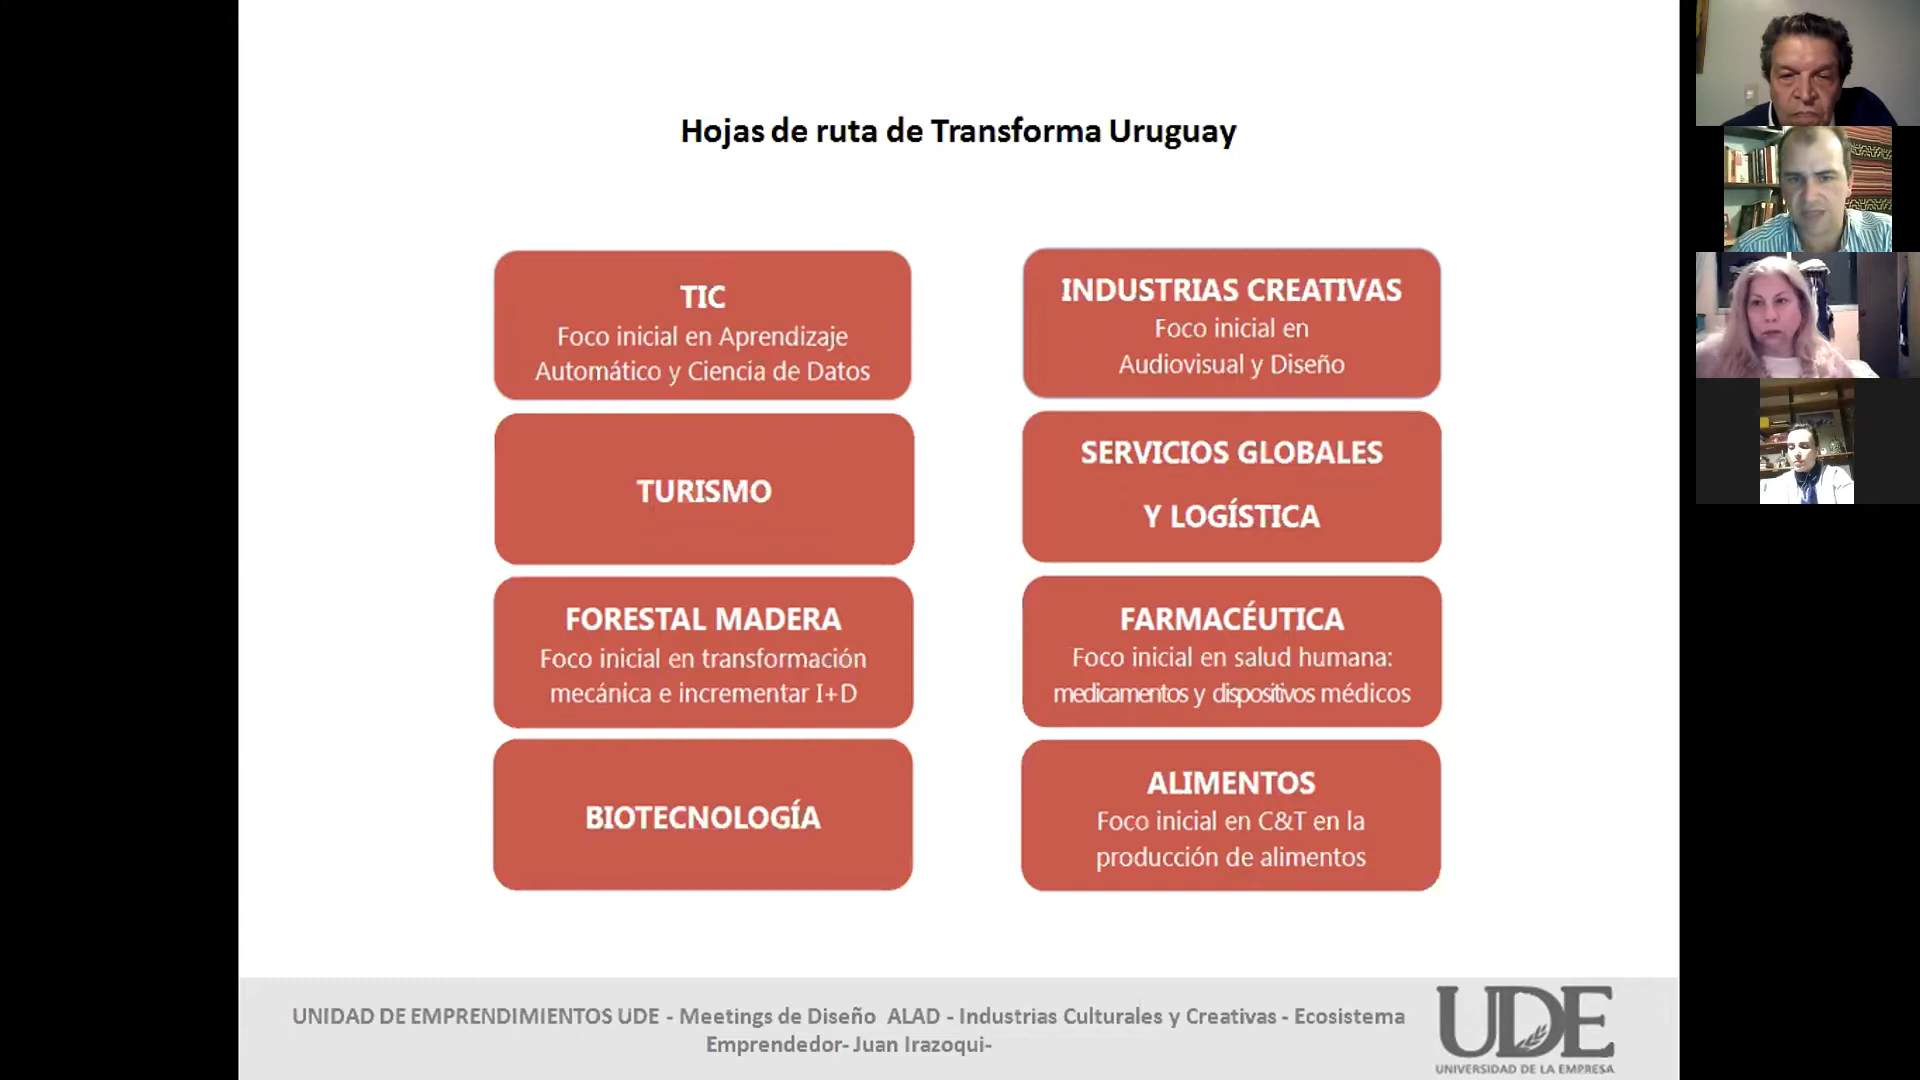 Hojas de ruta de Transforma Uruguay
TIC
Foco inicial en Aprendizaje
Automático y Ciencia de Datos
INDUSTRIAS CREATIVAS
Foco inicial en
Audiovisual y Diseño
TURISMO
SERVICIOS GLOBALES
Y LOGÍSTICA
FORESTAL MADERA
Foco inicial en transformación
mecánica e incrementar I+D
FARMACÉUTICA
Foco inicial en salud humana:
medicamentos y dispositivos médicos
BIOTECNOLOGÍA
ALIMENTOS
Foco inicial en C&T en la
producción de alimentos
UNIDAD DE EMPRENDIMIENTOS UDE - Meetings de Diseño ALAD - Industrias Culturales y Creativas - Ecosistema
Emprendedor- Juan Irazoqui-
UDE
UNIVERSIDAD DE LA EMPRESA